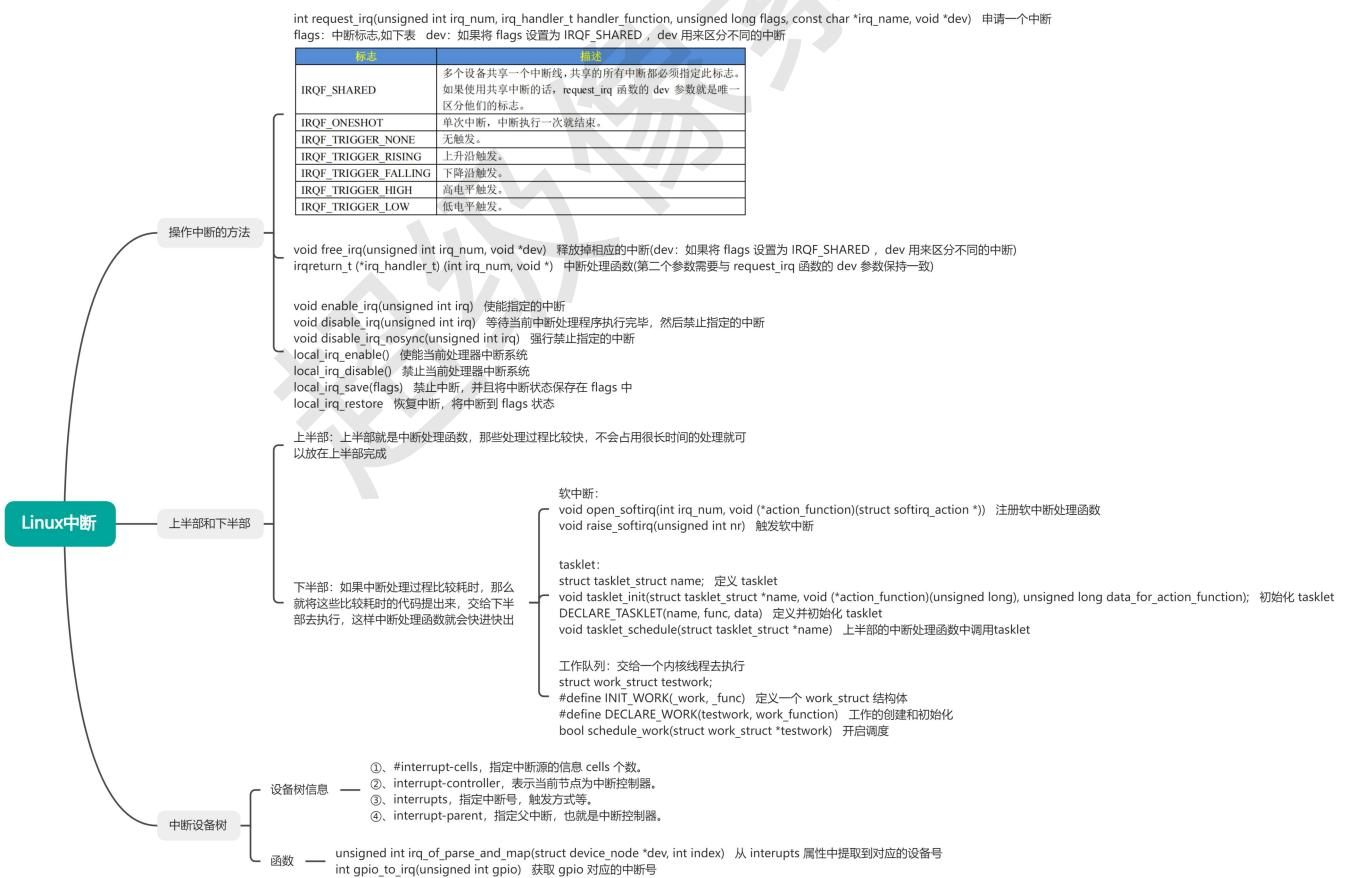 int request_irq(unsigned int irq_num, irq_handler_t handler_function, unsigned long flags, const char *irq_name, void *dev) 申请一个中断
flags：中断标志,如下表 dev：如果将 flags 设置为 IRQF_SHARED ，dev 用来区分不同的中断
标志 描述
IRQF_SHARED 多个设备共享一个中断线,共享的所有中断都必须指定此标志。
如果使用共享中断的话，request_irq 函数的 dev 参数就是唯一
区分他们的标志。
IRQF_ONESHOT 单次中断，中断执行一次就结束。
IRQF_TRIGGER_NONE 无触发。
IRQF_TRIGGER_RISING 上升沿触发。
IRQF_TRIGGER_FALLING 下降沿触发。
IRQF_TRIGGER_HIGH 高电平触发。
IRQF_TRIGGER_LOW 低电平触发。
操作中断的方法
void free_irq(unsigned int irq_num, void *dev) 释放掉相应的中断(dev：如果将 flags 设置为 IRQF_SHARED ，dev 用来区分不同的中断)
irqreturn_t (*irq_handler_t) (int irq_num, void *) 中断处理函数(第二个参数需要与 request_irq 函数的 dev 参数保持一致)
void enable_irq(unsigned int irq) 使能指定的中断
void disable_irq(unsigned int irq) 等待当前中断处理程序执行完毕，然后禁止指定的中断
void disable_irq_nosync(unsigned int irq) 强行禁止指定的中断
local_irq_enable() 使能当前处理器中断系统
local_irq_disable() 禁止当前处理器中断系统
local_irq_save(flags) 禁止中断，并且将中断状态保存在 flags 中
local_irq_restore 恢复中断，将中断到 flags 状态
上半部：上半部就是中断处理函数，那些处理过程比较快，不会占用很长时间的处理就可
以放在上半部完成
Linux中断
上半部和下半部
软中断：
void open_softirq(int irq_num, void (*action_function)(struct softirq_action *)) 注册软中断处理函数
void raise_softirq(unsigned int nr) 触发软中断
下半部：如果中断处理过程比较耗时，那么
就将这些比较耗时的代码提出来，交给下半
部去执行，这样中断处理函数就会快进快出
tasklet：
struct tasklet_struct name; 定义 tasklet
void tasklet_init(struct tasklet_struct *name, void (*action_function)(unsigned long), unsigned long data_for_action_function); 初始化 tasklet
DECLARE_TASKLET(name, func, data) 定义并初始化 tasklet
void tasklet_schedule(struct tasklet_struct *name) 上半部的中断处理函数中调用tasklet
工作队列：交给一个内核线程去执行
struct work_struct testwork;
#define INIT_WORK(_work, _func) 定义一个 work_struct 结构体
#define DECLARE_WORK(testwork, work_function) 工作的创建和初始化
bool schedule_work(struct work_struct *testwork) 开启调度
中断设备树
设备树信息
①、#interrupt-cells，指定中断源的信息 cells 个数。
②、interrupt-controller，表示当前节点为中断控制器。
③、interrupts，指定中断号，触发方式等。
④、interrupt-parent，指定父中断，也就是中断控制器。
函数
unsigned int irq_of_parse_and_map(struct device_node *dev, int index) 从 interupts 属性中提取到对应的设备号
int gpio_to_irq(unsigned int gpio) 获取 gpio 对应的中断号